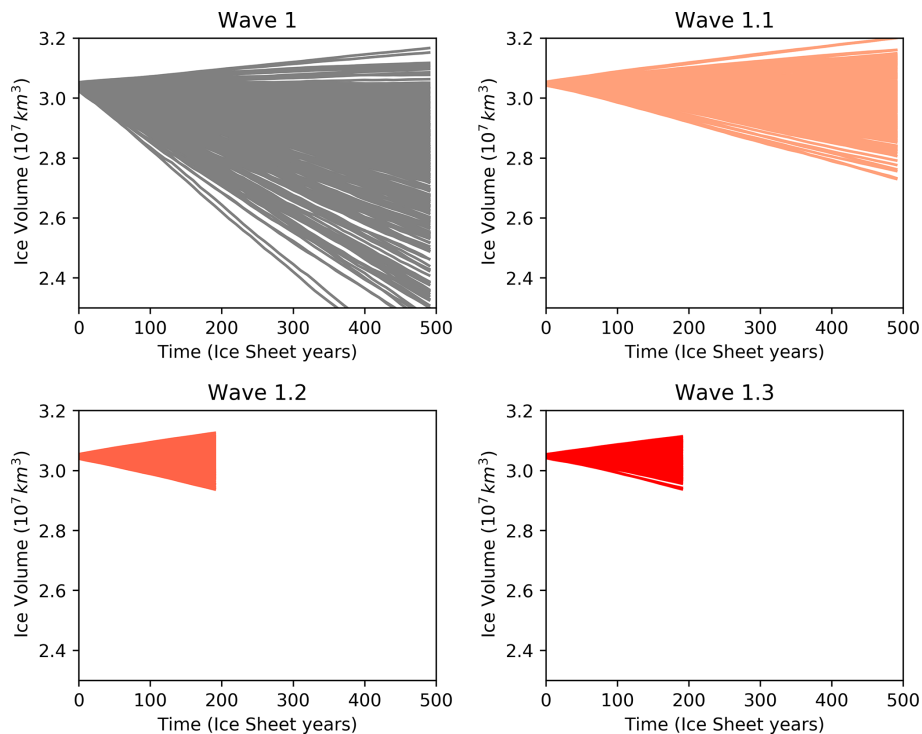 Wave 1
Ice Volume (10⁷ km³)
3.2
3.0
2.8
2.6
2.4
0 100 200 300 400 500
Time (Ice Sheet years)
Wave 1.1
Ice Volume (10⁷ km³)
3.2
3.0
2.8
2.6
2.4
0 100 200 300 400 500
Time (Ice Sheet years)
Wave 1.2
Ice Volume (10⁷ km³)
3.2
3.0
2.8
2.6
2.4
0 100 200 300 400 500
Time (Ice Sheet years)
Wave 1.3
Ice Volume (10⁷ km³)
3.2
3.0
2.8
2.6
2.4
0 100 200 300 400 500
Time (Ice Sheet years)